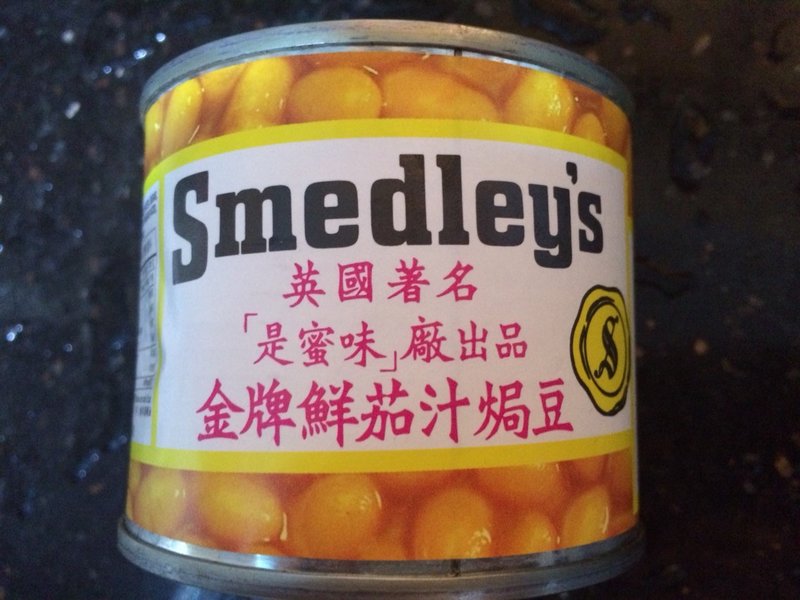 Smedley's
英國著名
「是蜜味」廠出品
金牌鮮茄汁焗豆
S